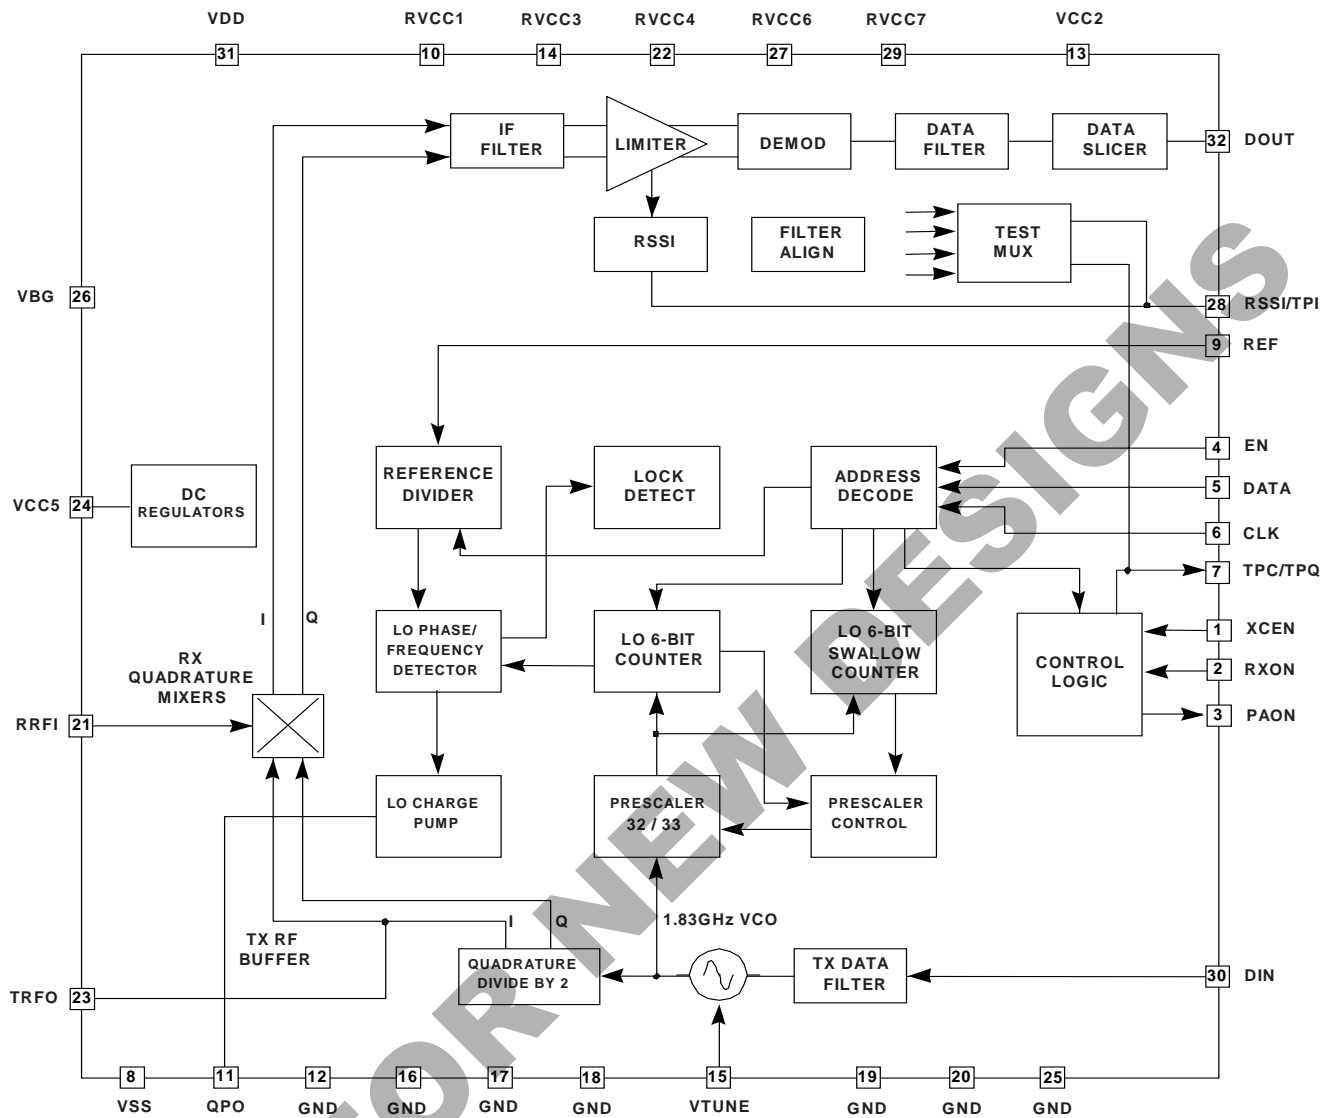 VDD
RVCC1
RVCC3
RVCC4
RVCC6
RVCC7
VCC2
31
10
14
22
27
29
13
IF
FILTER
LIMITER
DEMOD
DATA
FILTER
DATA
SLICER
32
DOUT
RSSI
FILTER
ALIGN
TEST
MUX
VBG
26
28
RSSI/TPI
9
REF
REFERENCE
DIVIDER
LOCK
DETECT
ADDRESS
DECODE
4
EN
5
DATA
6
CLK
VCC5
24
DC
REGULATORS
7
TPC/TPQ
I
Q
LO PHASE/
FREQUENCY
DETECTOR
LO 6-BIT
COUNTER
LO 6-BIT
SWALLOW
COUNTER
CONTROL
LOGIC
1
XCEN
2
RXON
3
PAON
RX
QUADRATURE
MIXERS
RRFI
21
LO CHARGE
PUMP
PRESCALER
32 / 33
PRESCALER
CONTROL
I
Q
1.83GHz VCO
TX RF
BUFFER
QUADRATURE
DIVIDE BY 2
TX DATA
FILTER
30
DIN
TRFO
23
8
11
12
16
17
18
15
19
20
25
VSS
QPO
GND
GND
GND
GND
VTUNE
GND
GND
GND
FOR NEW DESIGNS